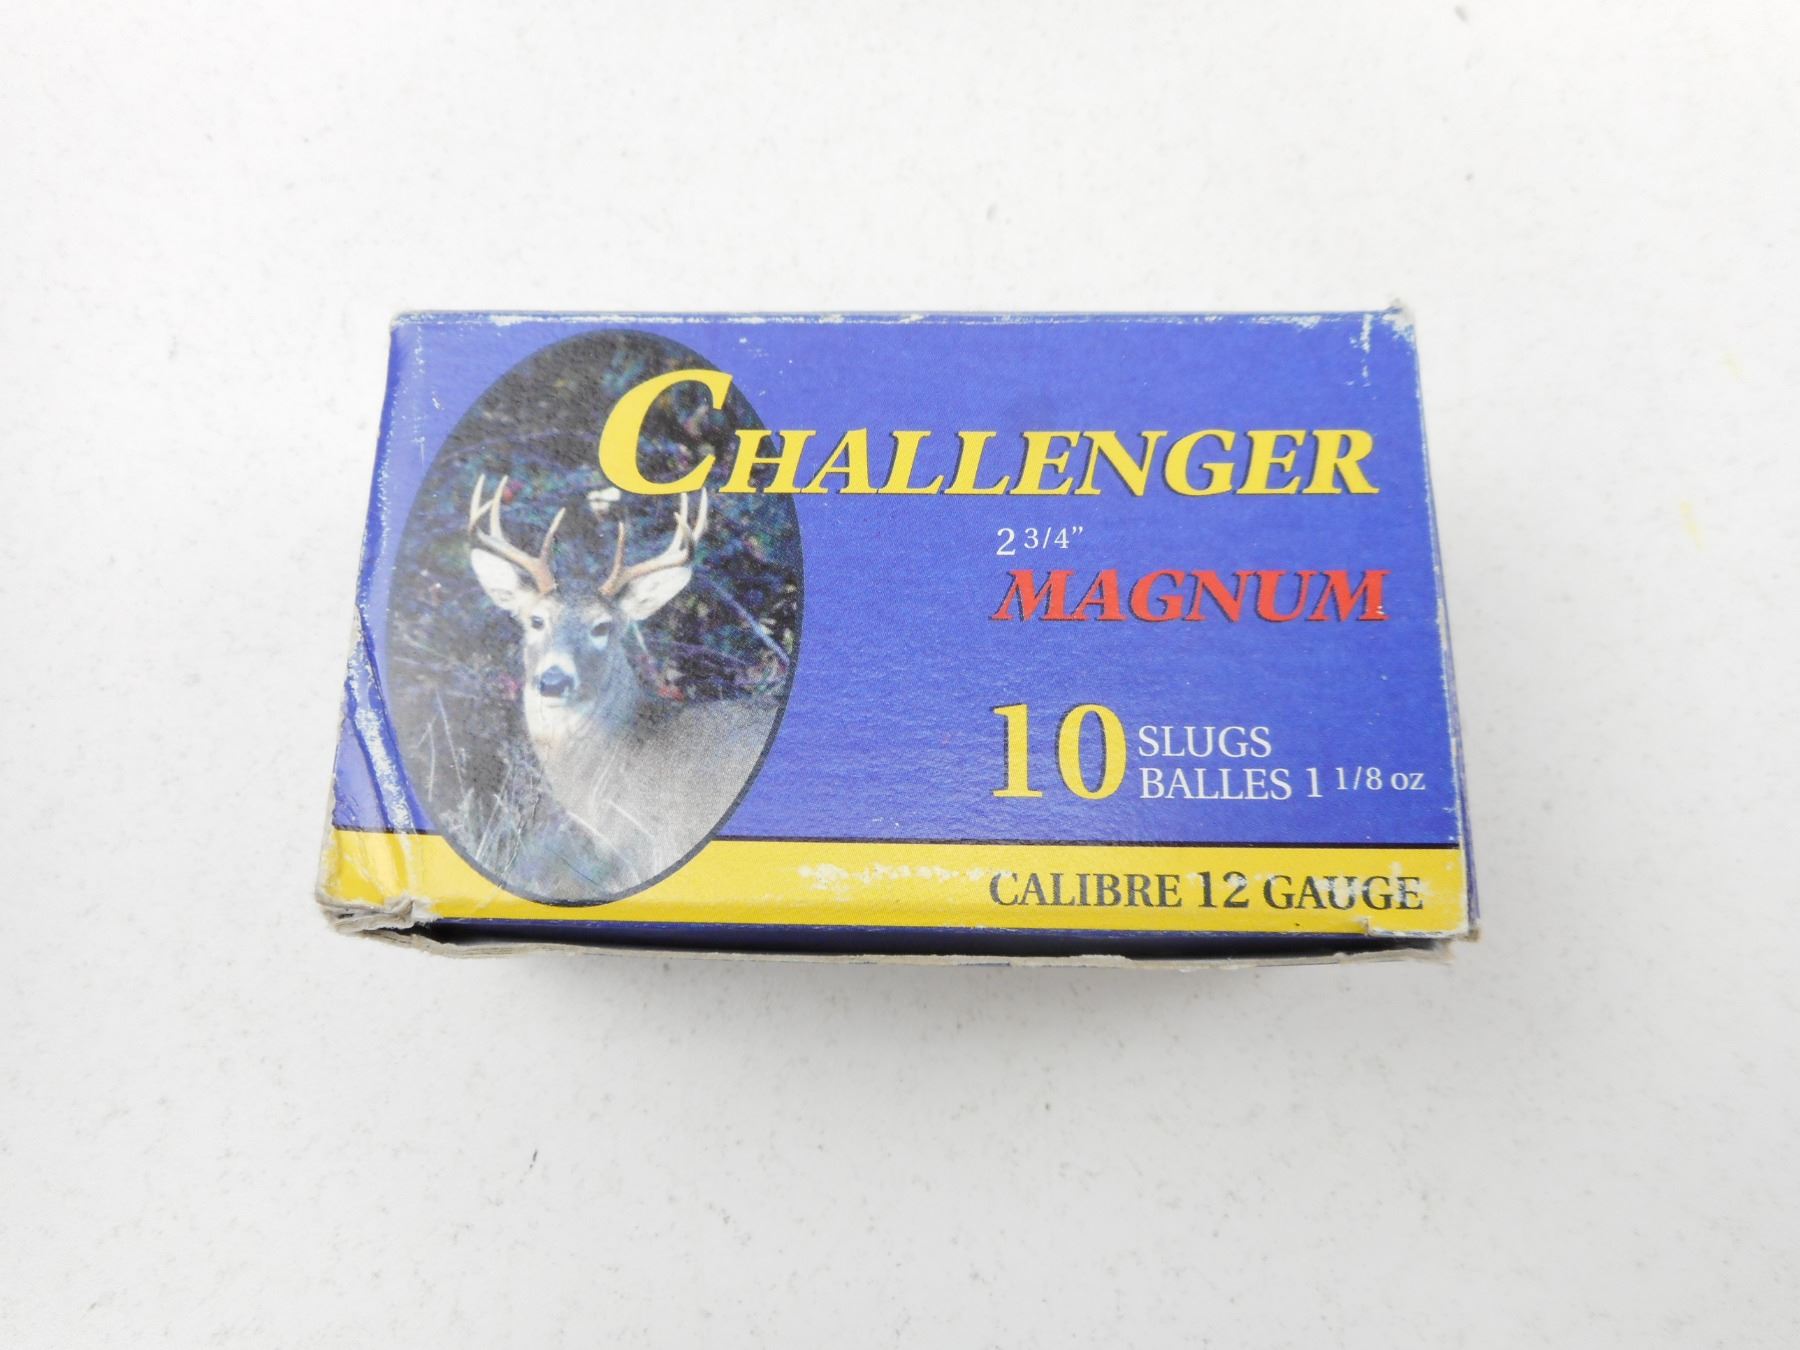 CHALLENGER
2 3/4”
MAGNUM
10 SLUGS
BALLES 1 1/8 oz
CALIBRE 12 GAUGE